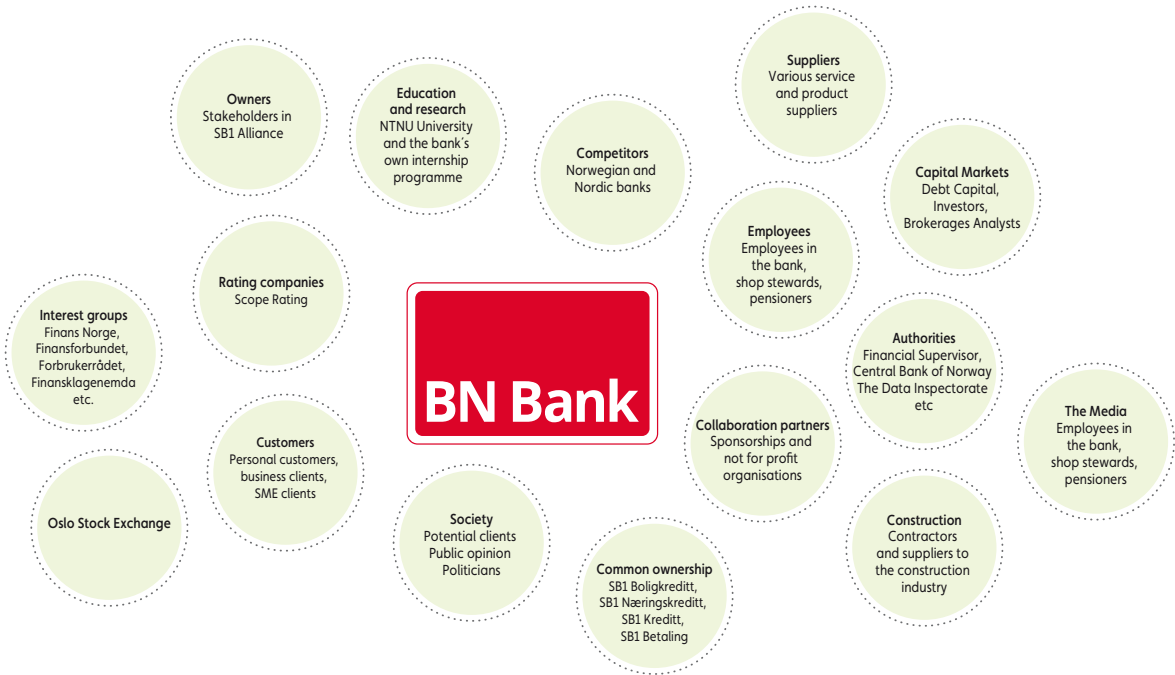 Owners
Stakeholders in
SB1 Alliance
Education
and research
NTNU University
and the bank´s
own internship
programme
Competitors
Norwegian and
Nordic banks
Suppliers
Various service
and product
suppliers
Capital Markets
Debt Capital,
Investors,
Brokerages Analysts
Rating companies
Scope Rating
Employees
Employees in
the bank,
shop stewards,
pensioners
Interest groups
Finans Norge,
Finansforbundet,
Forbrukerrådet,
Finansklagenemda
etc.
BN Bank
Authorities
Financial Supervisor,
Central Bank of Norway
The Data Inspectorate
etc
The Media
Employees in
the bank,
shop stewards,
pensioners
Customers
Personal customers,
business clients,
SME clients
Collaboration partners
Sponsorships and
not for profit
organisations
Oslo Stock Exchange
Society
Potential clients
Public opinion
Politicians
Common ownership
SB1 Boligkreditt,
SB1 Næringskreditt,
SB1 Kreditt,
SB1 Betaling
Construction
Contractors
and suppliers to
the construction
industry